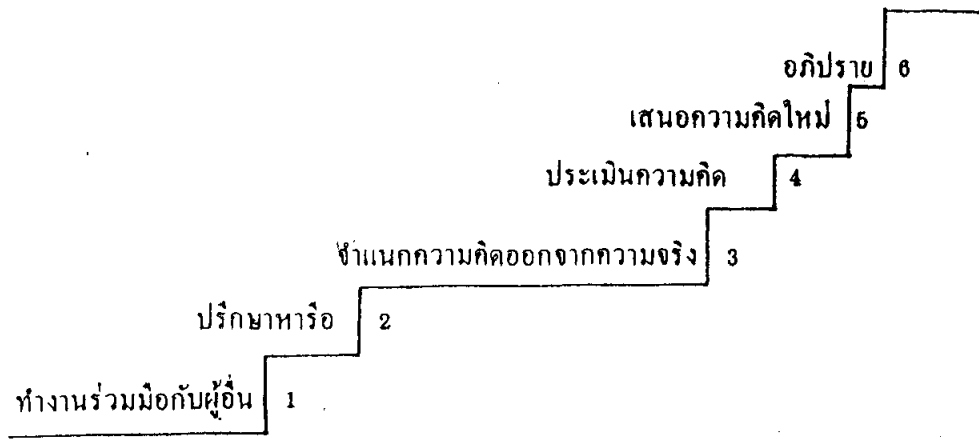 อภิปราย 6
เสนอความคิดใหม่ 5
ประเมินความคิด 4
จำแนกความคิดออกจากความจริง 3
ปรึกษาหารือ 2
ทำงานร่วมมือกับผู้อื่น 1